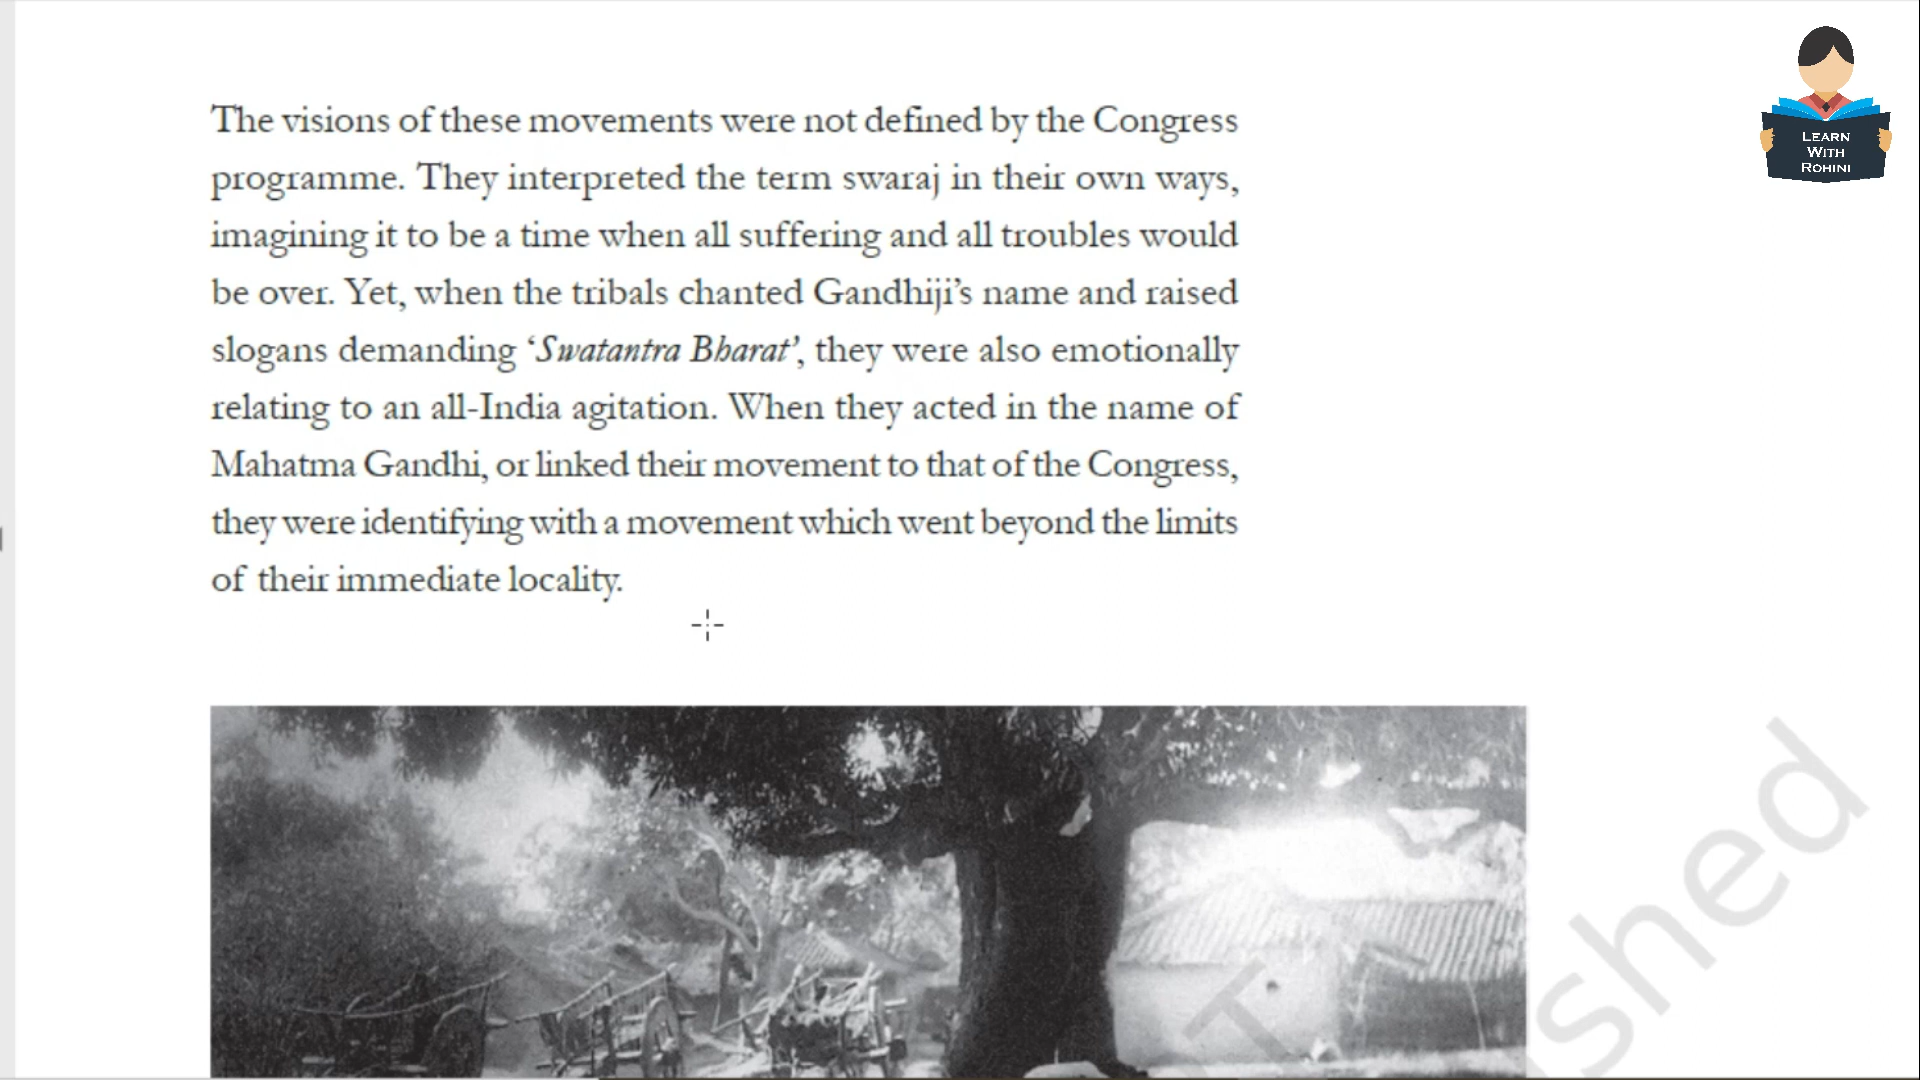 The visions of these movements were not defined by the Congress
programme. They interpreted the term swaraj in their own ways,
imagining it to be a time when all suffering and all troubles would
be over. Yet, when the tribals chanted Gandhiji’s name and raised
slogans demanding ‘Swatantra Bharat’, they were also emotionally
relating to an all-India agitation. When they acted in the name of
Mahatma Gandhi, or linked their movement to that of the Congress,
they were identifying with a movement which went beyond the limits
of their immediate locality.
LEARN
WITH
ROHINI
shed